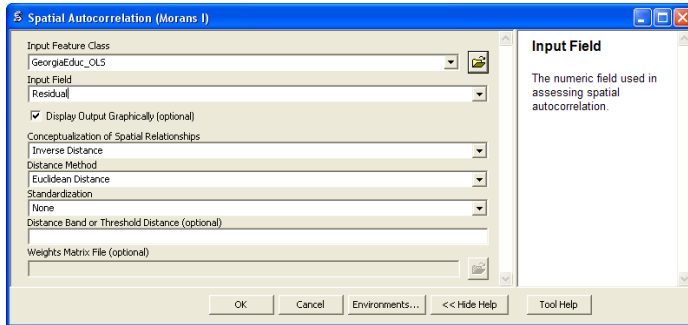 Spatial Autocorrelation (Morans I)
Input Feature Class
GeorgiaEduc_OLS
Input Field
Residual
Display Output Graphically (optional)
Conceptualization of Spatial Relationships
Inverse Distance
Distance Method
Euclidean Distance
Standardization
None
Distance Band or Threshold Distance (optional)
Weights Matrix File (optional)
OK
Cancel
Environments...
<< Hide Help
Tool Help
Input Field
The numeric field used in
assessing spatial
autocorrelation.